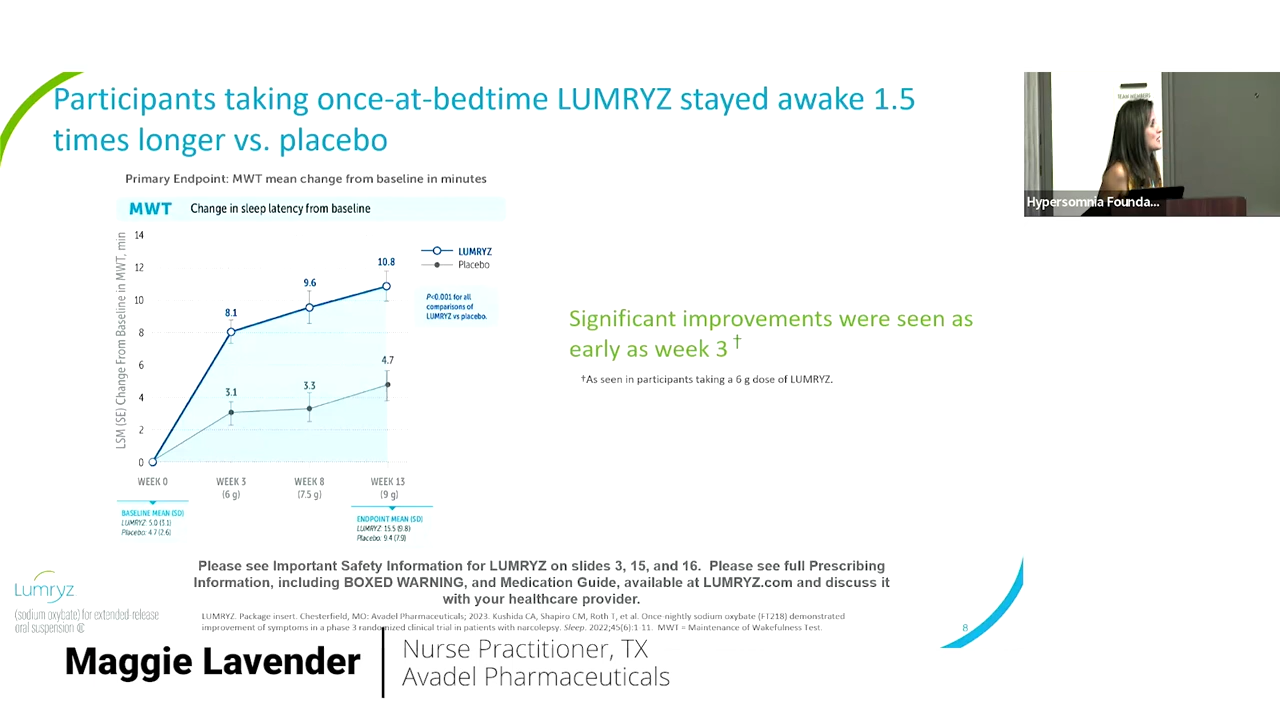 Participants taking once-at-bedtime LUMRYZ stayed awake 1.5
times longer vs. placebo
Primary Endpoint: MWT mean change from baseline in minutes
MWT Change in sleep latency from baseline
LSM (SE) Change From Baseline in MWT, min
14
12
10
8
6
4
2
0
8.1
9.6
10.8
3.1
3.3
4.7
LUMRYZ
Placebo
P<0.001 for all
comparisons of
LUMRYZ vs placebo.
WEEK 0
WEEK 3
(6 g)
WEEK 8
(7.5 g)
WEEK 13
(9 g)
BASELINE MEAN (SD)
LUMRYZ: 5.0 (3.1)
Placebo: 4.7 (2.6)
ENDPOINT MEAN (SD)
LUMRYZ: 15.5 (9.8)
Placebo: 9.4 (7.9)
Significant improvements were seen as
early as week 3 †
†As seen in participants taking a 6 g dose of LUMRYZ.
Hypersomnia Founda...
Please see Important Safety Information for LUMRYZ on slides 3, 15, and 16. Please see full Prescribing
Information, including BOXED WARNING, and Medication Guide, available at LUMRYZ.com and discuss it
with your healthcare provider.
LUMRYZ. Package insert. Chesterfield, MO: Avadel Pharmaceuticals; 2023. Kushida CA, Shapiro CM, Roth T, et al. Once-nightly sodium oxybate (FT218) demonstrated
improvement of symptoms in a phase 3 randomized clinical trial in patients with narcolepsy. Sleep. 2022;45(6):1-11. MWT = Maintenance of Wakefulness Test.
Lumryz
(sodium oxybate) for extended-release
oral suspension
8
Maggie Lavender
Nurse Practitioner, TX
Avadel Pharmaceuticals